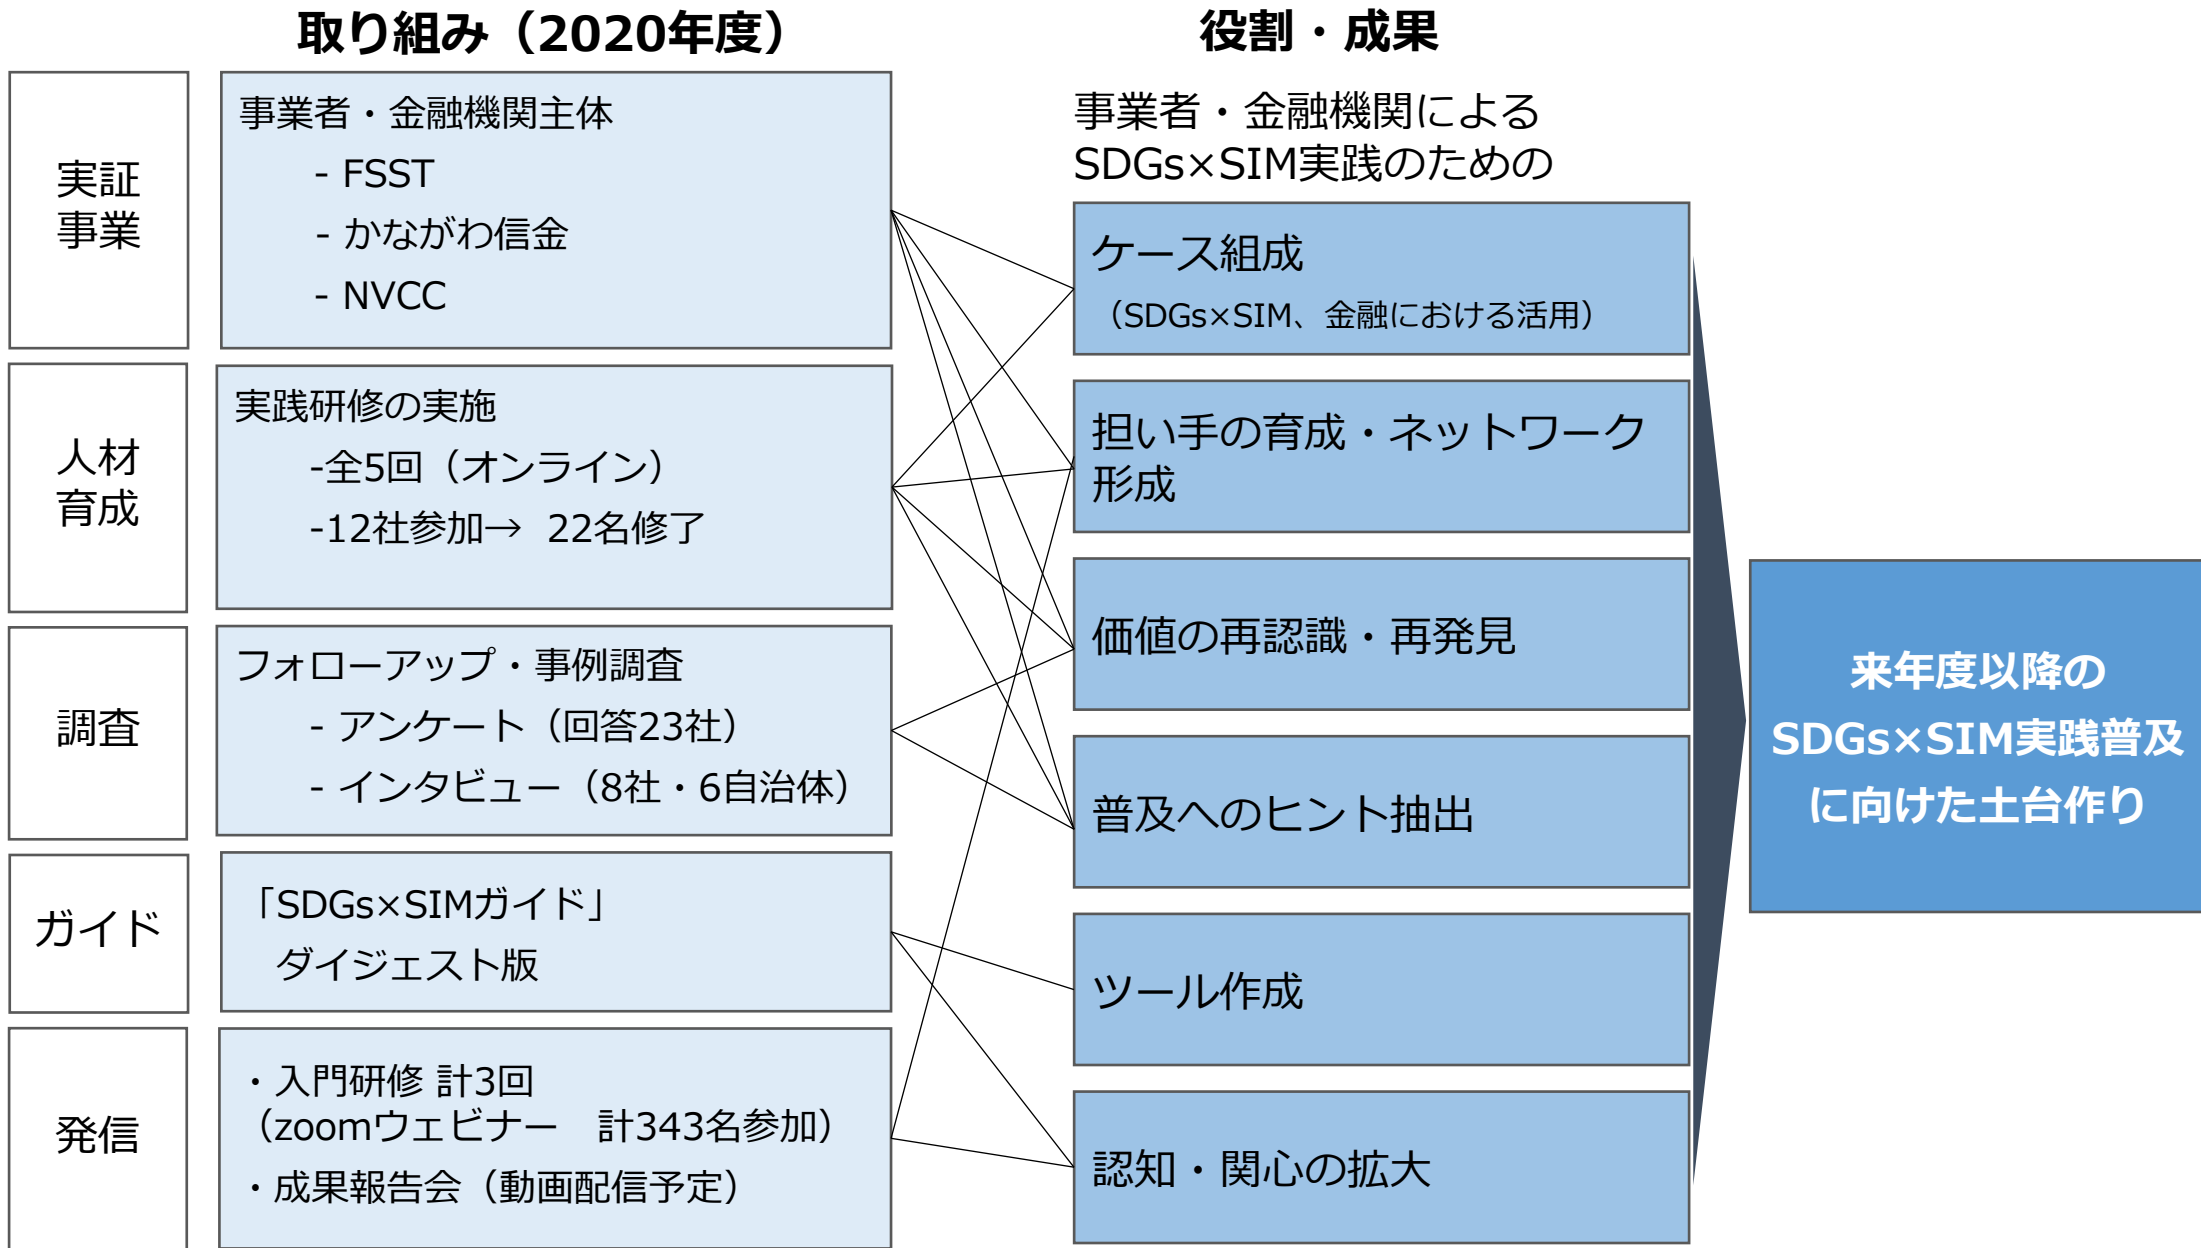 取り組み（2020年度）
役割・成果
実証
事業
事業者・金融機関主体
- FSST
- かながわ信金
- NVCC
人材
育成
実践研修の実施
-全5回（オンライン）
-12社参加→ 22名修了
調査
フォローアップ・事例調査
- アンケート（回答23社）
- インタビュー（8社・6自治体）
ガイド
「SDGs×SIMガイド」
ダイジェスト版
発信
・入門研修 計3回
（zoomウェビナー　計343名参加）
・成果報告会（動画配信予定）
事業者・金融機関による
SDGs×SIM実践のための
ケース組成
（SDGs×SIM、金融における活用）
担い手の育成・ネットワーク
形成
価値の再認識・再発見
普及へのヒント抽出
ツール作成
認知・関心の拡大
来年度以降の
SDGs×SIM実践普及
に向けた土台作り